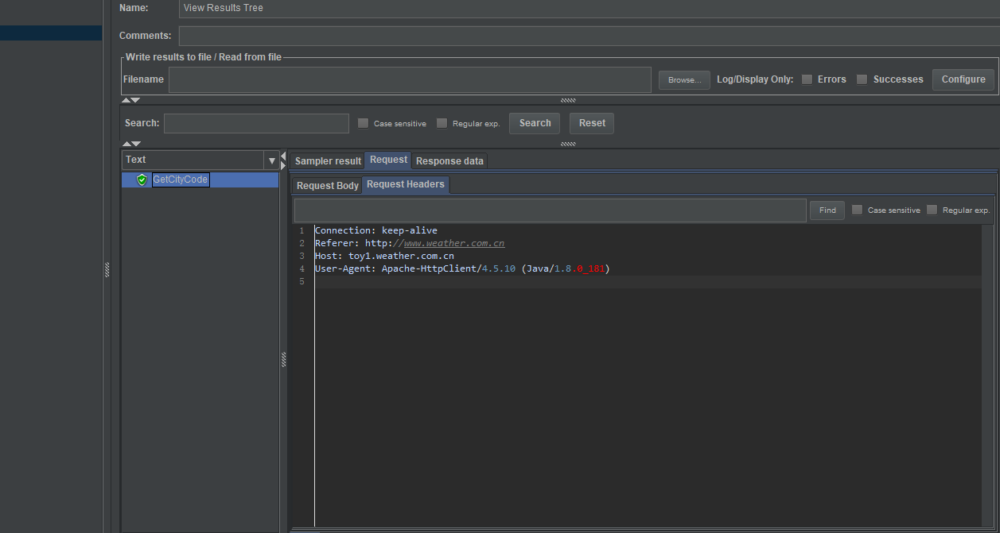 Name: View Results Tree
Comments:
Write results to file / Read from file
Filename Browse... Log/Display Only: Errors Successes Configure
Search: Case sensitive Regular exp. Search Reset
Text
GetCityCode
Sampler result Request Response data
Request Body Request Headers
Find Case sensitive Regular exp.
1 Connection: keep-alive
2 Referer: http://www.weather.com.cn
3 Host: toy1.weather.com.cn
4 User-Agent: Apache-HttpClient/4.5.10 (Java/1.8.0_181)
5